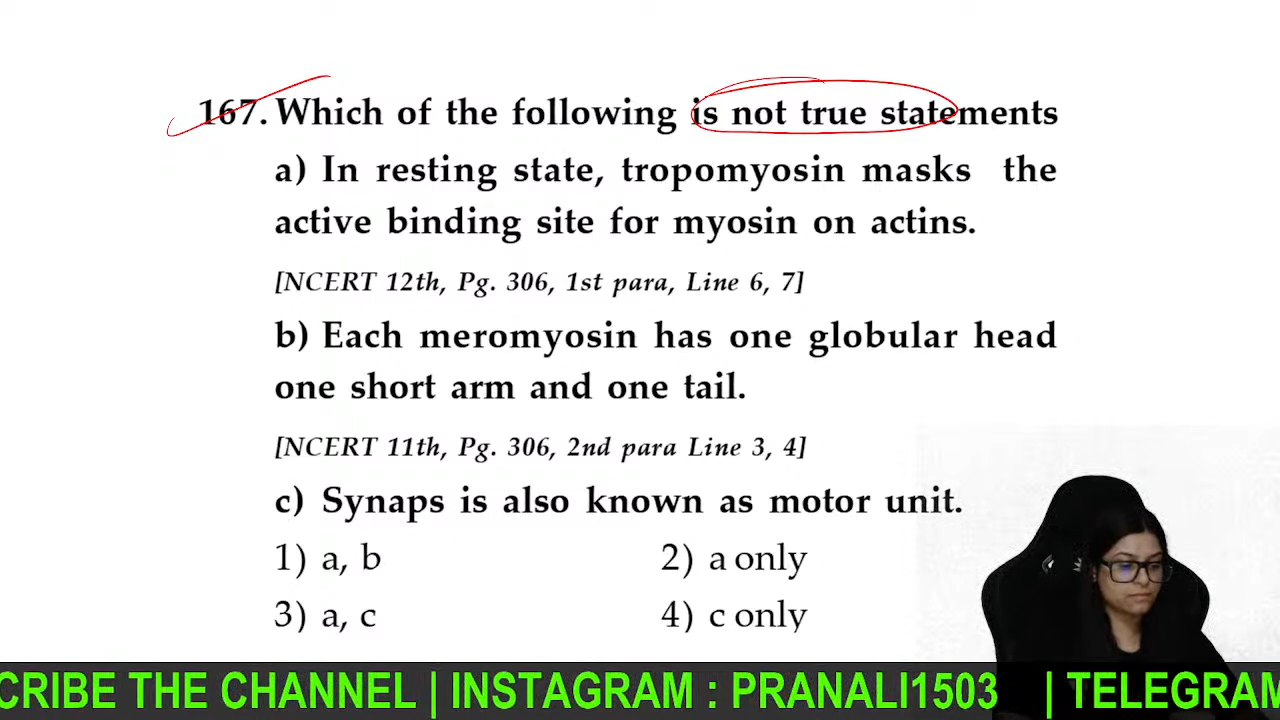 167. Which of the following is not true statements
a) In resting state, tropomyosin masks the
active binding site for myosin on actins.
[NCERT 12th, Pg. 306, 1st para, Line 6, 7]
b) Each meromyosin has one globular head
one short arm and one tail.
[NCERT 11th, Pg. 306, 2nd para Line 3, 4]
c) Synaps is also known as motor unit.
1) a, b 2) a only
3) a, c 4) c only
CRIBE THE CHANNEL | INSTAGRAM : PRANALI1503 | TELEGRAM